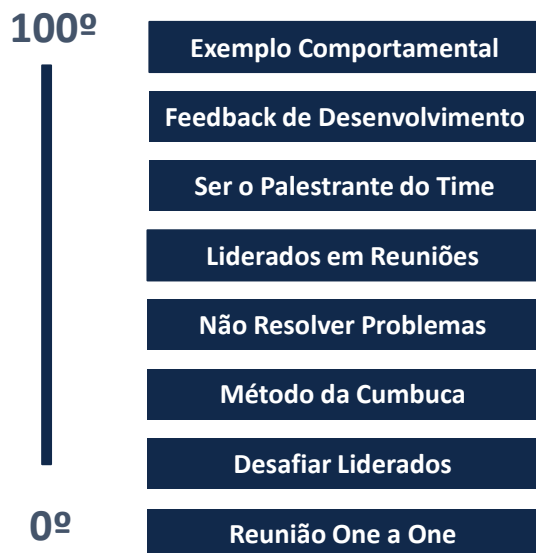 100º
Exemplo Comportamental
Feedback de Desenvolvimento
Ser o Palestrante do Time
Liderados em Reuniões
Não Resolver Problemas
Método da Cumbuca
Desafiar Liderados
0º
Reunião One a One